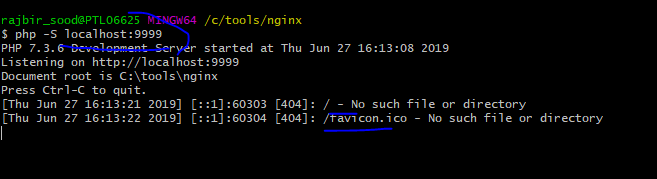 rajbir_sood@PTLO6625 MINGW64 /c/tools/nginx
$ php -S localhost:9999
PHP 7.3.6 Development Server started at Thu Jun 27 16:13:08 2019
Listening on http://localhost:9999
Document root is C:\tools\nginx
Press Ctrl-C to quit.
[Thu Jun 27 16:13:21 2019] [::1]:60303 [404]: / - No such file or directory
[Thu Jun 27 16:13:22 2019] [::1]:60304 [404]: /favicon.ico - No such file or directory